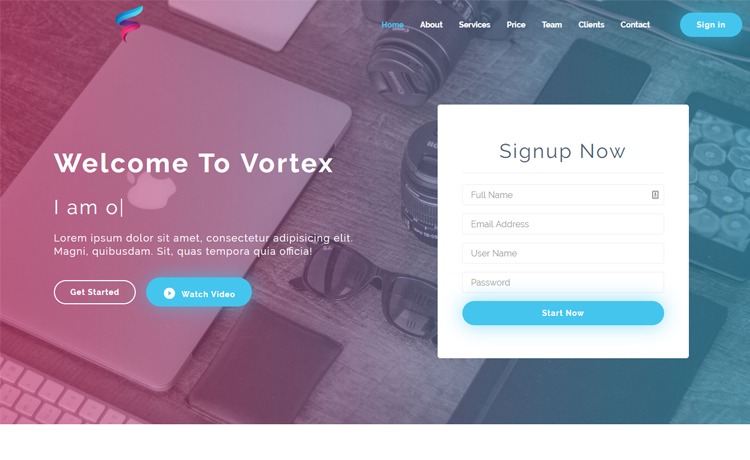 Home About Services Price Team Clients Contact Sign in
Welcome To Vortex
I am o|
Lorem ipsum dolor sit amet, consectetur adipisicing elit.
Magni, quibusdam. Sit, quas tempora quia officia!
Get Started
Watch Video
Signup Now
Full Name
Email Address
User Name
Password
Start Now